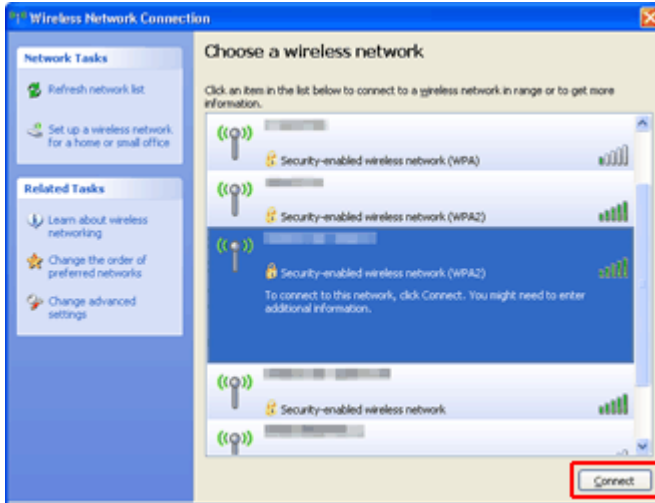 Wireless Network Connection
Network Tasks
Refresh network list
Set up a wireless network
for a home or small office
Related Tasks
Learn about wireless
networking
Change the order of
preferred networks
Change advanced
settings
Choose a wireless network
Click an item in the list below to connect to a wireless network in range or to get more
information.
Security-enabled wireless network (WPA)
Security-enabled wireless network (WPA2)
Security-enabled wireless network (WPA2)
To connect to this network, click Connect. You might need to enter
additional information.
Security-enabled wireless network
Connect